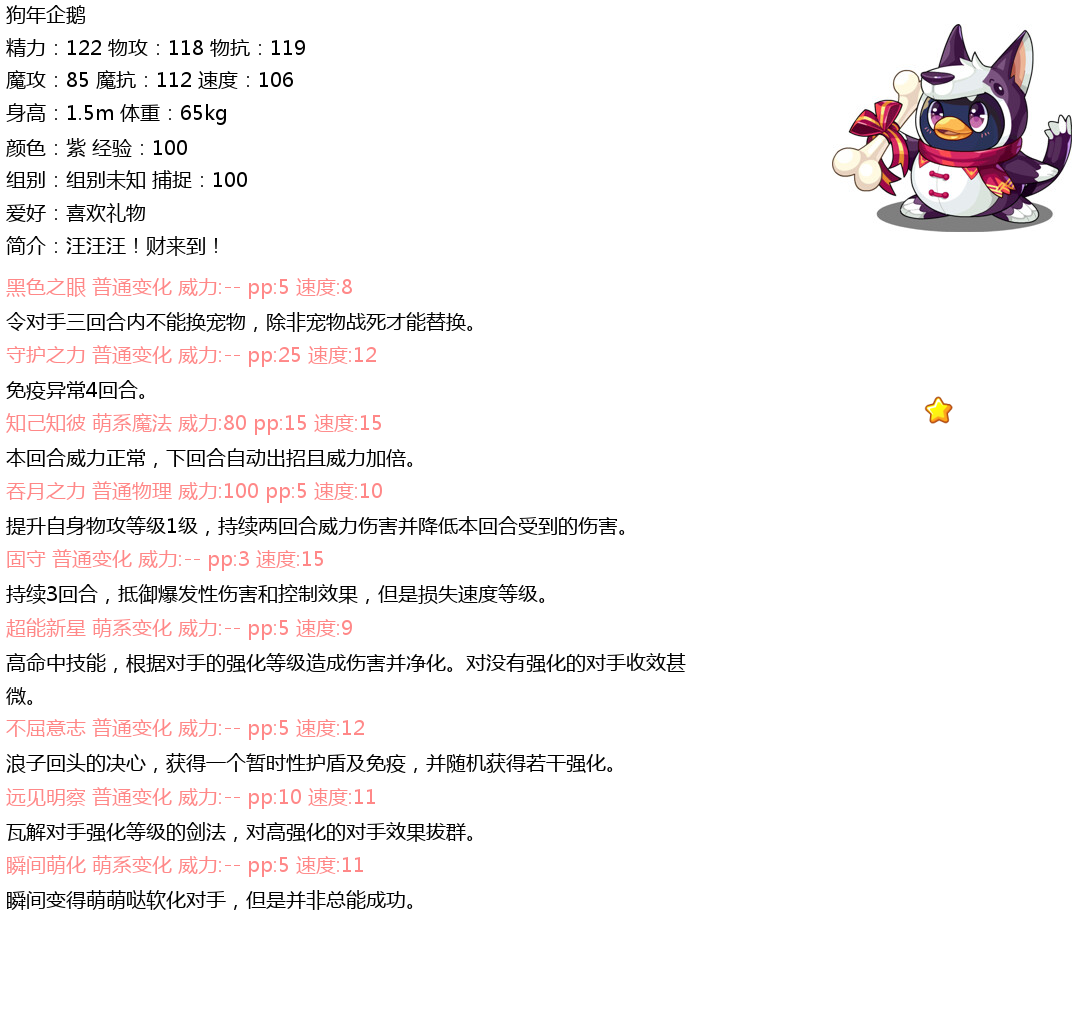 狗年企鹅
精力：122 物攻：118 物抗：119
魔攻：85 魔抗：112 速度：106
身高：1.5m 体重：65kg
颜色：紫 经验：100
组别：组别未知 捕捉：100
爱好：喜欢礼物
简介：汪汪汪！财来到！
黑色之眼 普通变化 威力:-- pp:5 速度:8
令对手三回合内不能换宠物，除非宠物战死才能替换。
守护之力 普通变化 威力:-- pp:25 速度:12
免疫异常4回合。
知己知彼 萌系魔法 威力:80 pp:15 速度:15
本回合威力正常，下回合自动出招且威力加倍。
吞月之力 普通物理 威力:100 pp:5 速度:10
提升自身物攻等级1级，持续两回合威力伤害并降低本回合受到的伤害。
固守 普通变化 威力:-- pp:3 速度:15
持续3回合，抵御爆发性伤害和控制效果，但是损失速度等级。
超能新星 萌系变化 威力:-- pp:5 速度:9
高命中技能，根据对手的强化等级造成伤害并净化。对没有强化的对手收效甚
微。
不屈意志 普通变化 威力:-- pp:5 速度:12
浪子回头的决心，获得一个暂时性护盾及免疫，并随机获得若干强化。
远见明察 普通变化 威力:-- pp:10 速度:11
瓦解对手强化等级的剑法，对高强化的对手效果拔群。
瞬间萌化 萌系变化 威力:-- pp:5 速度:11
瞬间变得萌萌哒软化对手，但是并非总能成功。